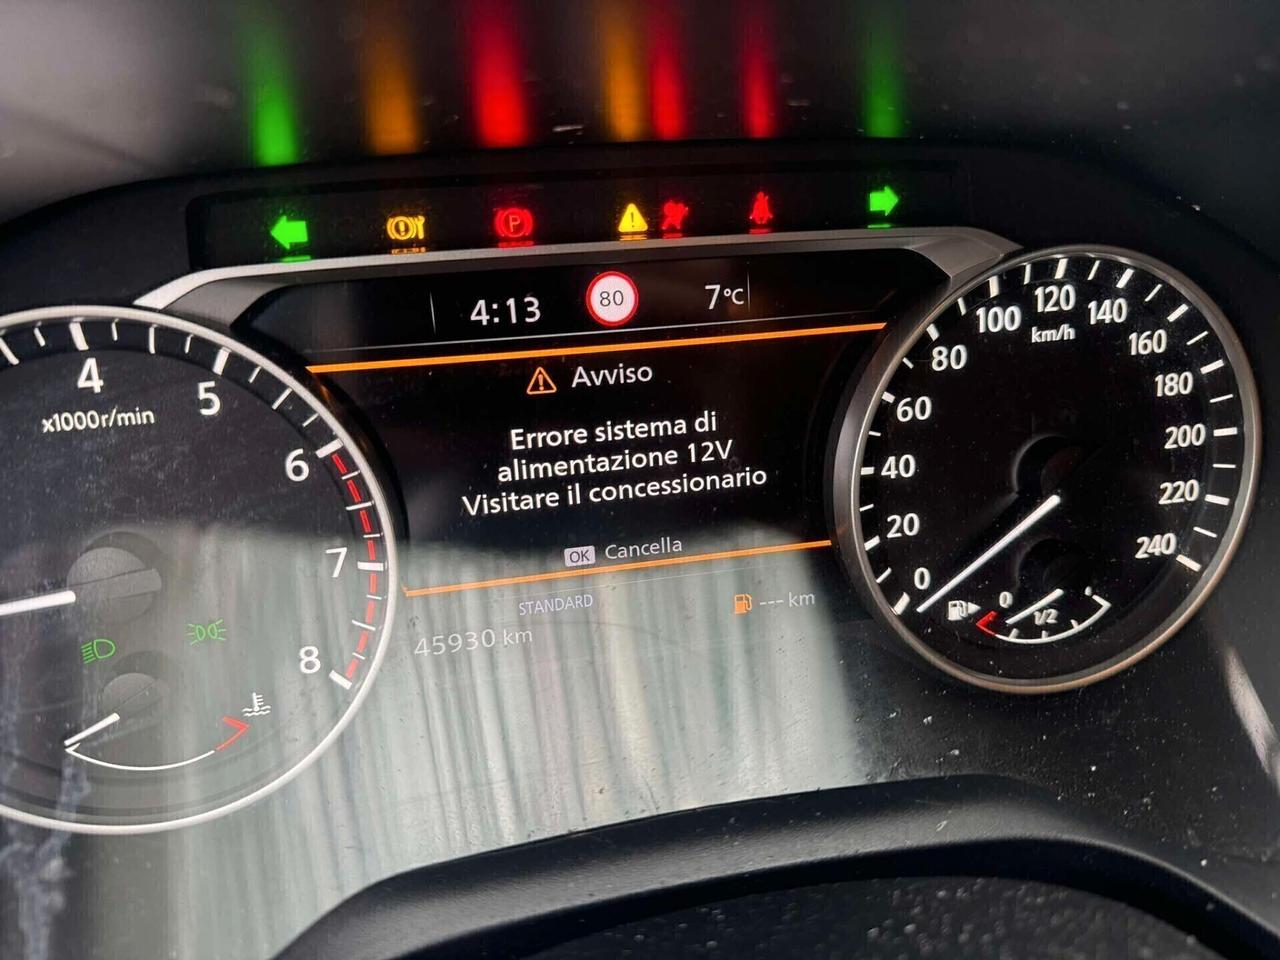 P
4:13
80
7°C
4
5
6
7
8
x1000r/min
Avviso
Errore sistema di
alimentazione 12V
Visitare il concessionario
OK Cancella
STANDARD
--- km
45930 km
0
20
40
60
80
100
120
140
160
180
200
220
240
km/h
0
1/2